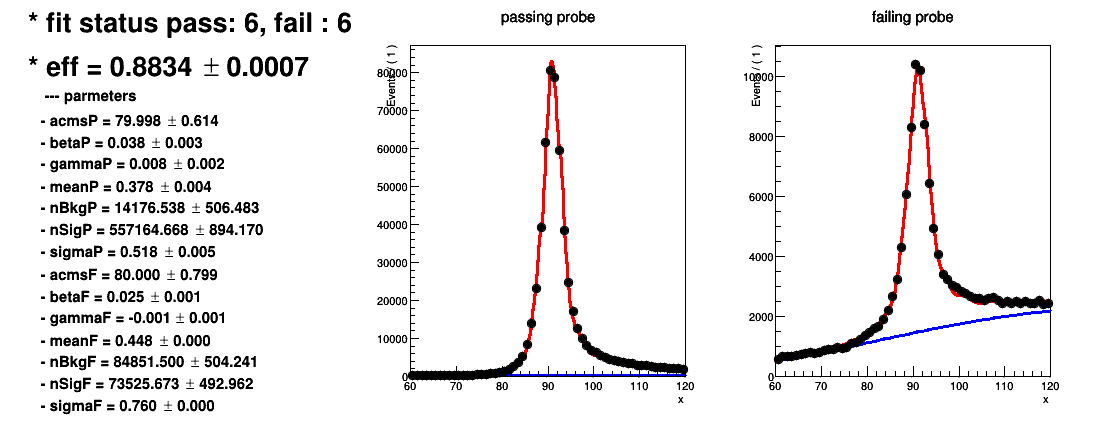 * fit status pass: 6, fail : 6
* eff = 0.8834 ± 0.0007
--- parmeters
- acmsP = 79.998 ± 0.614
- betaP = 0.038 ± 0.003
- gammaP = 0.008 ± 0.002
- meanP = 0.378 ± 0.004
- nBkgP = 14176.538 ± 506.483
- nSigP = 557164.668 ± 894.170
- sigmaP = 0.518 ± 0.005
- acmsF = 80.000 ± 0.799
- betaF = 0.025 ± 0.001
- gammaF = -0.001 ± 0.001
- meanF = 0.448 ± 0.000
- nBkgF = 84851.500 ± 504.241
- nSigF = 73525.673 ± 492.962
- sigmaF = 0.760 ± 0.000
passing probe
Events / ( 1 )
80000
70000
60000
50000
40000
30000
20000
10000
0
60 70 80 90 100 110 120
x
failing probe
Events / ( 1 )
10000
8000
6000
4000
2000
0
60 70 80 90 100 110 120
x